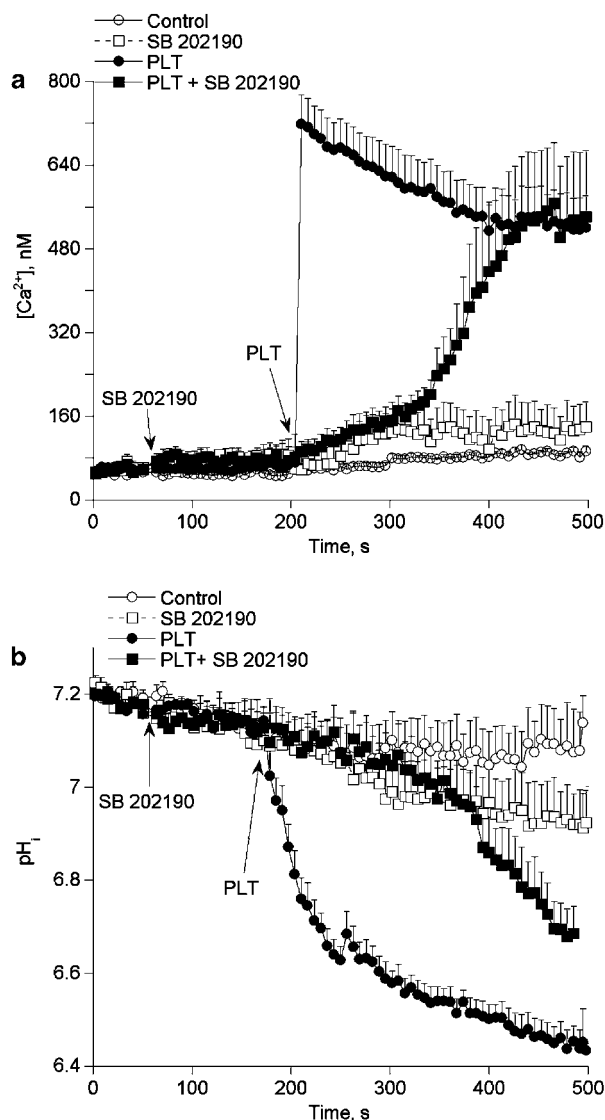 Control
SB 202190
PLT
PLT + SB 202190
a
800
640
480
320
160
0
[Ca²⁺], nM
SB 202190
PLT
0 100 200 300 400 500
Time, s
Control
SB 202190
PLT
PLT+ SB 202190
b
7.2
7
6.8
6.6
6.4
pHᵢ
SB 202190
PLT
0 100 200 300 400 500
Time, s